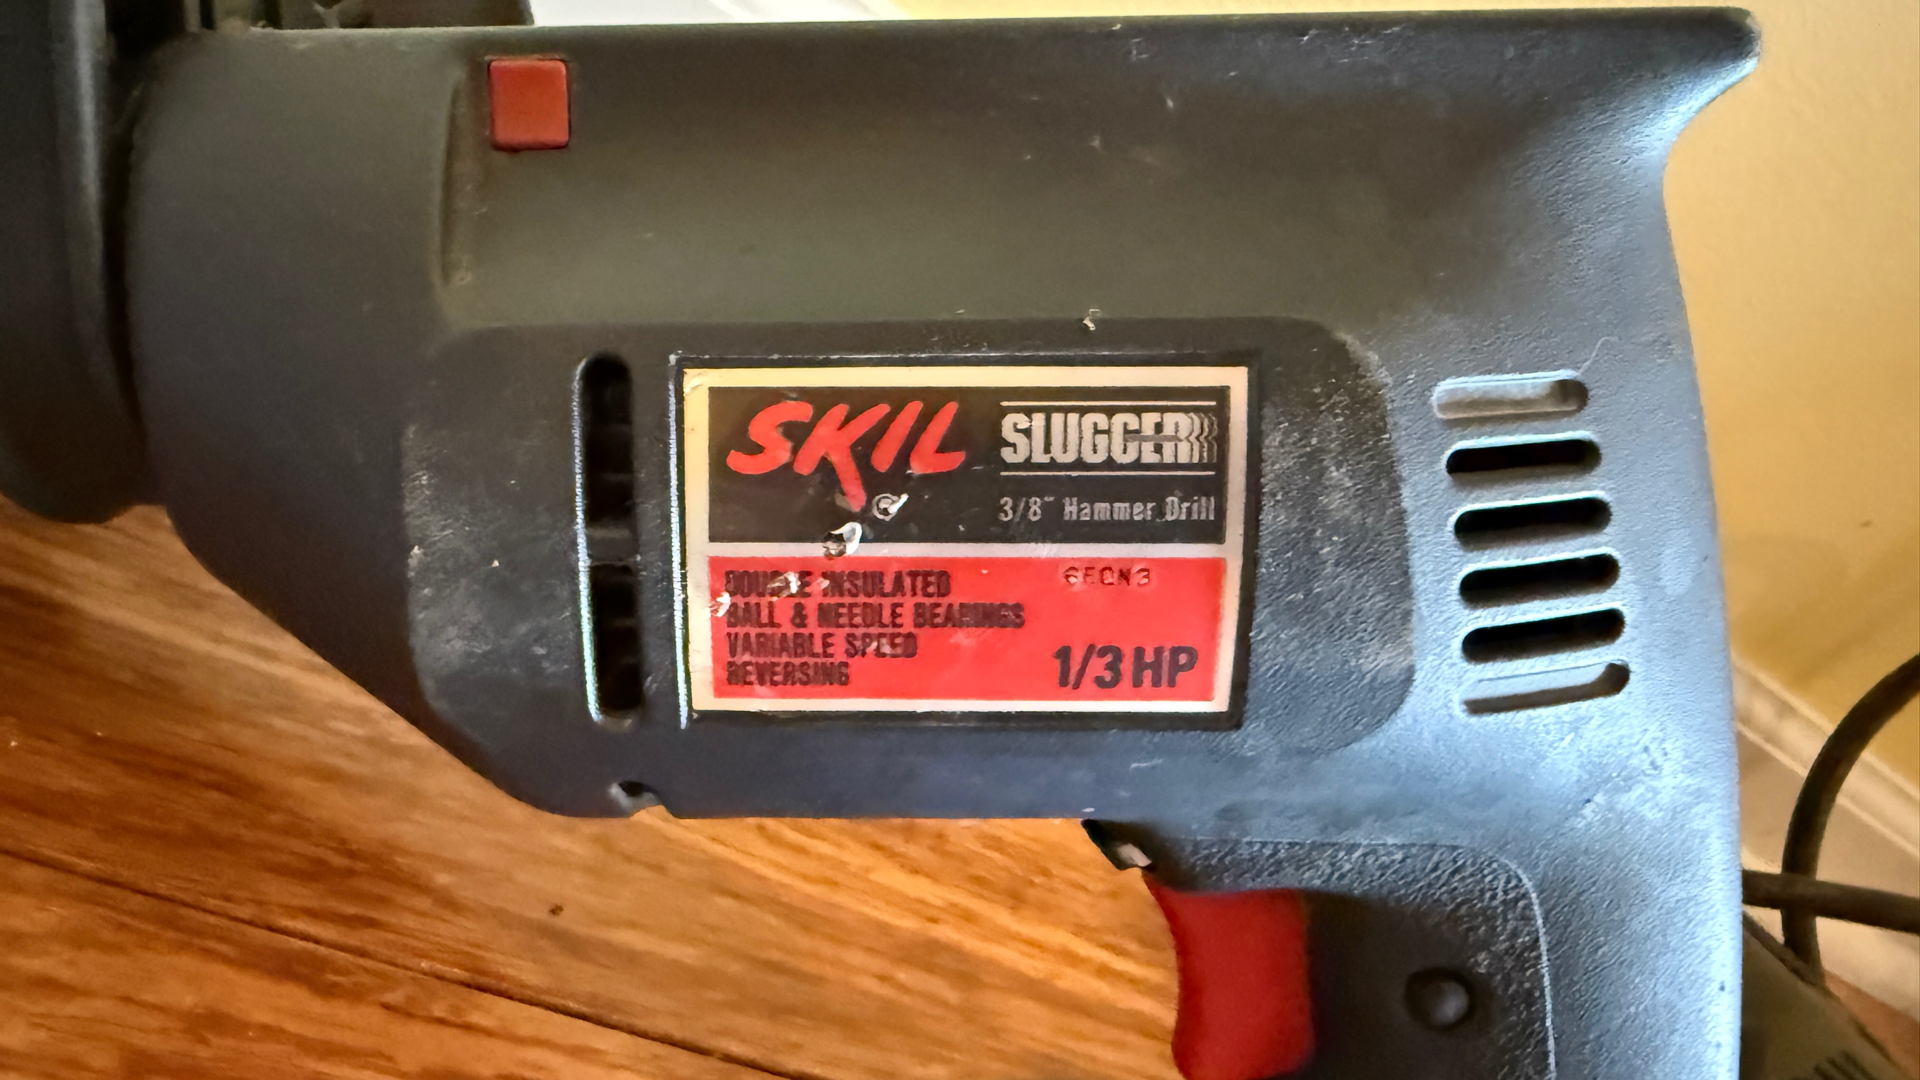 SKIL
SLUGGER
3/8" Hammer Drill
DOUBLE INSULATED
BALL & NEEDLE BEARINGS
VARIABLE SPEED
REVERSING
1/3 HP